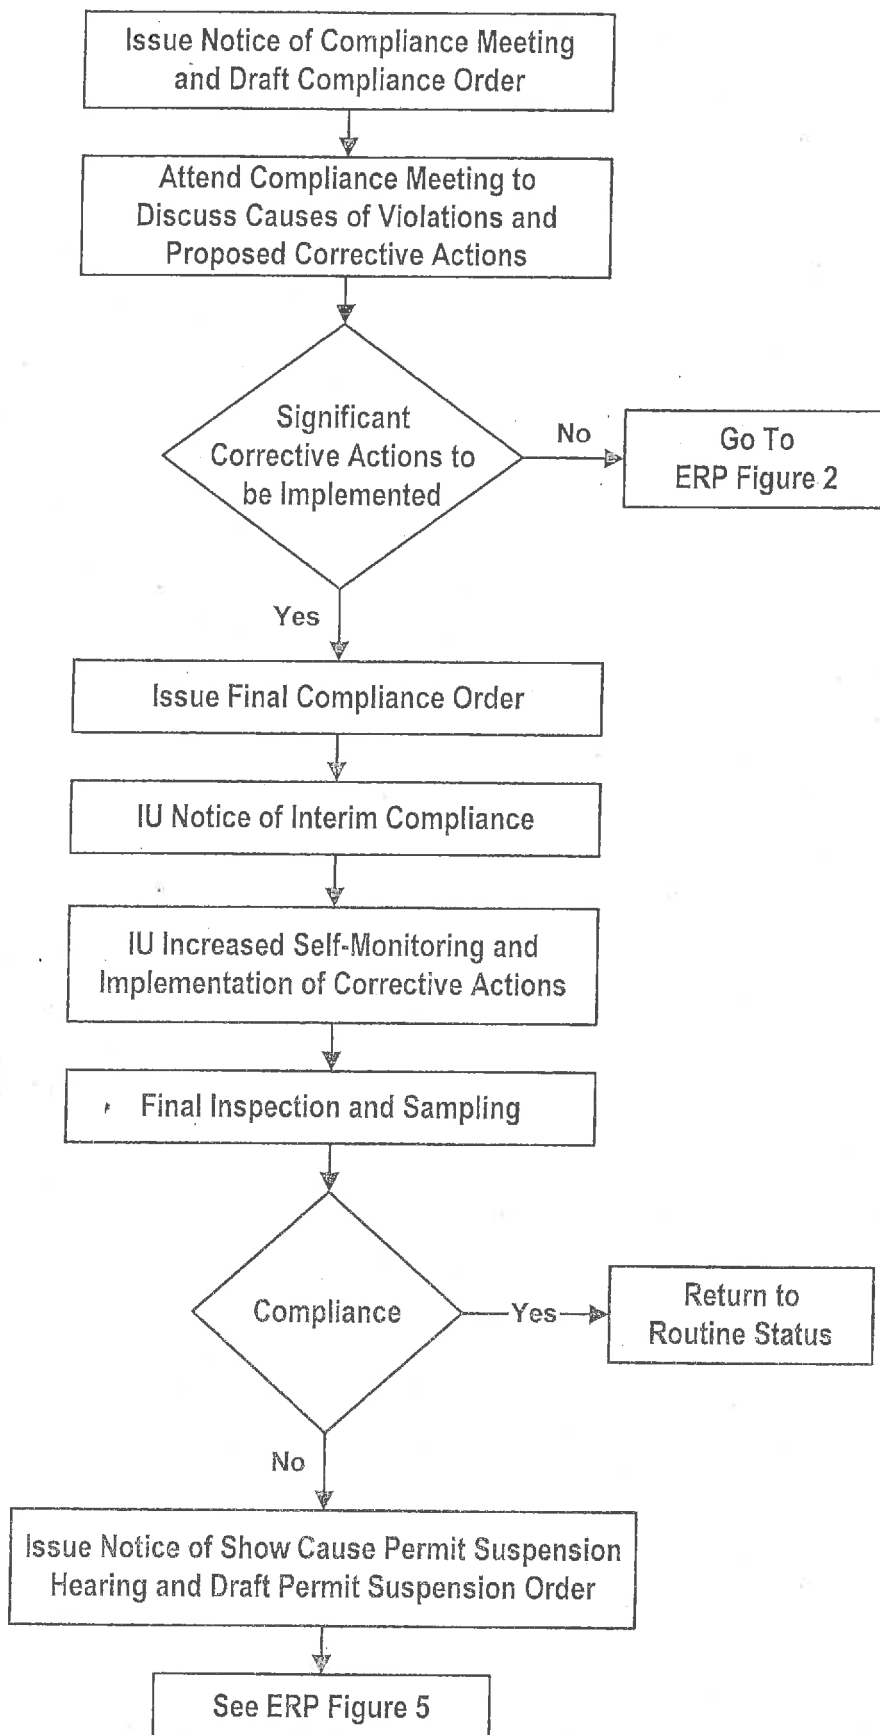 Issue Notice of Compliance Meeting
and Draft Compliance Order
Attend Compliance Meeting to
Discuss Causes of Violations and
Proposed Corrective Actions
Significant
Corrective Actions to
be Implemented
No
Go To
ERP Figure 2
Yes
Issue Final Compliance Order
IU Notice of Interim Compliance
IU Increased Self-Monitoring and
Implementation of Corrective Actions
Final Inspection and Sampling
Compliance
Yes
Return to
Routine Status
No
Issue Notice of Show Cause Permit Suspension
Hearing and Draft Permit Suspension Order
See ERP Figure 5